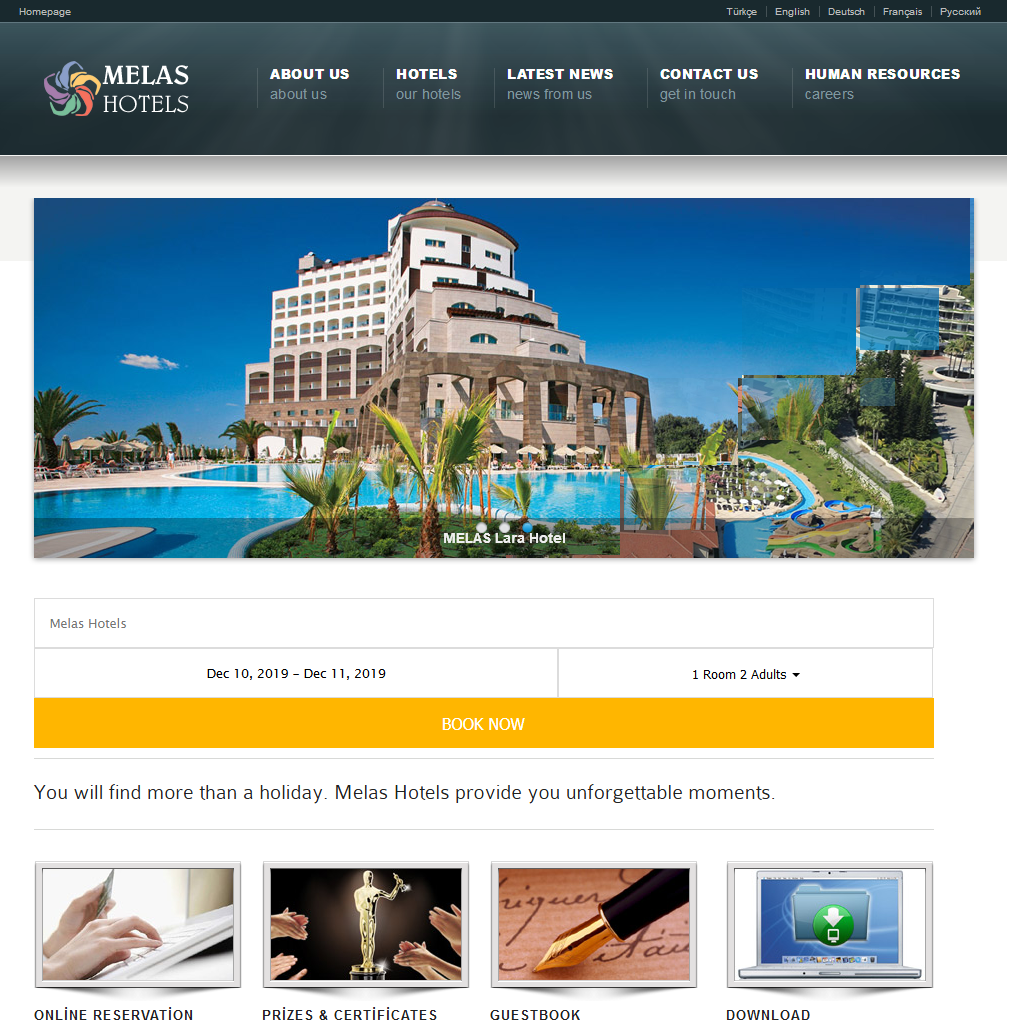 Homepage
Türkçe English Deutsch Français Русский
MELAS
HOTELS
ABOUT US
about us
HOTELS
our hotels
LATEST NEWS
news from us
CONTACT US
get in touch
HUMAN RESOURCES
careers
MELAS Lara Hotel
Melas Hotels
Dec 10, 2019 – Dec 11, 2019
1 Room 2 Adults
BOOK NOW
You will find more than a holiday. Melas Hotels provide you unforgettable moments.
ONLİNE RESERVATİON
PRİZES & CERTİFİCATES
GUESTBOOK
DOWNLOAD